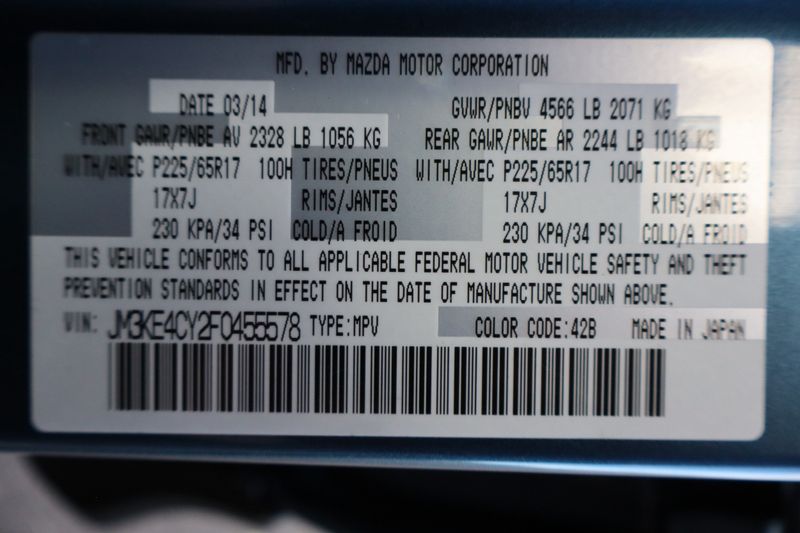 MFD. BY MAZDA MOTOR CORPORATION
DATE 03/14 GVWR/PNBV 4566 LB 2071 KG
FRONT GAWR/PNBE AV 2328 LB 1056 KG REAR GAWR/PNBE AR 2244 LB 1018 KG
WITH/AVEC P225/65R17 100H TIRES/PNEUS WITH/AVEC P225/65R17 100H TIRES/PNEUS
17X7J RIMS/JANTES 17X7J RIMS/JANTES
230 KPA/34 PSI COLD/A FROID 230 KPA/34 PSI COLD/A FROID
THIS VEHICLE CONFORMS TO ALL APPLICABLE FEDERAL MOTOR VEHICLE SAFETY AND THEFT
PREVENTION STANDARDS IN EFFECT ON THE DATE OF MANUFACTURE SHOWN ABOVE.
VIN: JM3KE4CY2F0455578 TYPE:MPV COLOR CODE:42B MADE IN JAPAN